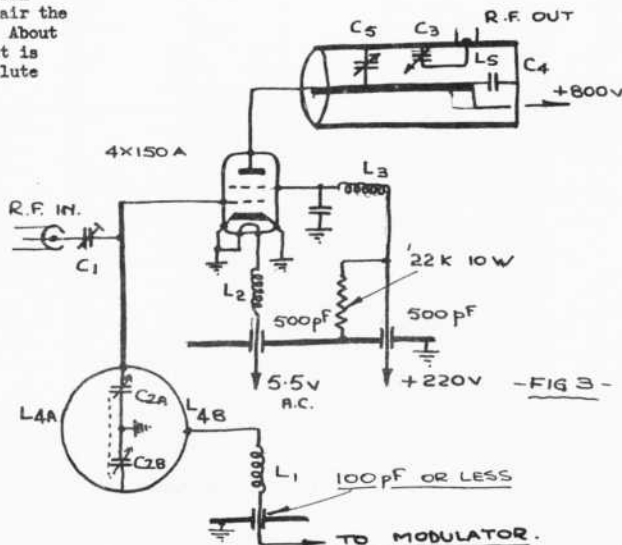 air the
About
t is
lute
R.F. OUT
C5
C3
L5
C4
+800V
4X150A
L3
R.F. IN.
C1
22K 10W
L2
500pF
500pF
5.5V
A.C.
+220V
-FIG 3-
L4A
C2A
L4B
C2B
L1
100pF OR LESS
TO MODULATOR.